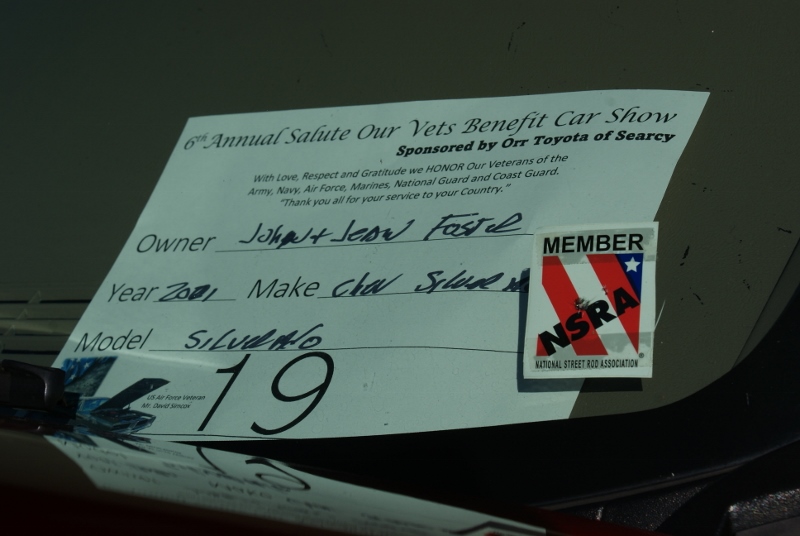 6th Annual Salute Our Vets Benefit Car Show
Sponsored by Orr Toyota of Searcy
With Love, Respect and Gratitude we HONOR Our Veterans of the
Army, Navy, Air Force, Marines, National Guard and Coast Guard.
"Thank you all for your service to your Country."
Owner John + Jean Foster
Year 2001 Make Chev
Model
US Air Force Veteran
Mr. David Simcox
19
MEMBER
NSRA
NATIONAL STREET ROD ASSOCIATION